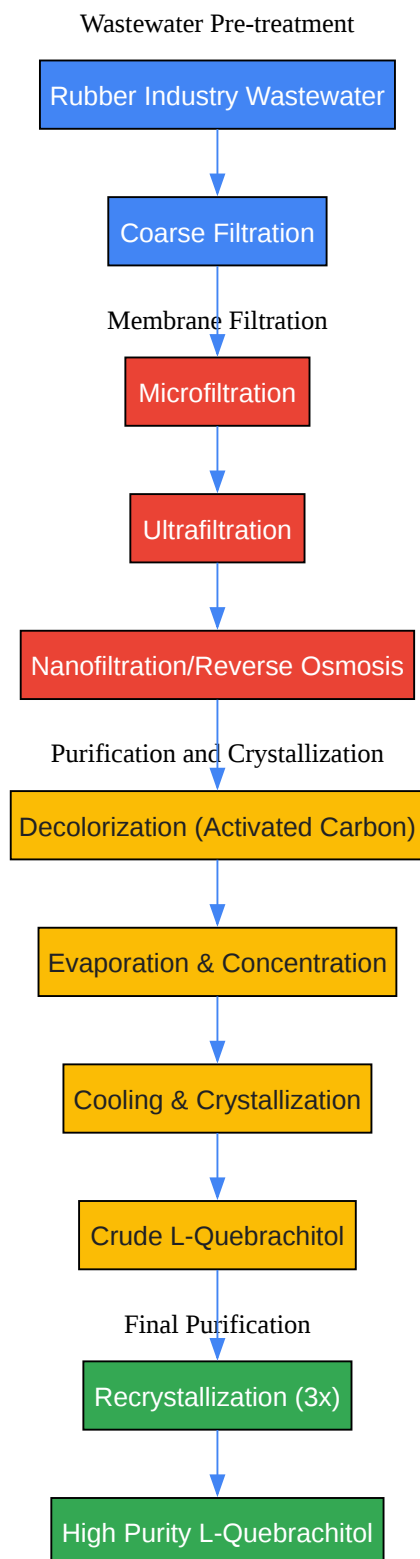 Wastewater Pre-treatment
Rubber Industry Wastewater
Coarse Filtration
Membrane Filtration
Microfiltration
Ultrafiltration
Nanofiltration/Reverse Osmosis
Purification and Crystallization
Decolorization (Activated Carbon)
Evaporation & Concentration
Cooling & Crystallization
Crude L-Quebrachitol
Final Purification
Recrystallization (3x)
High Purity L-Quebrachitol